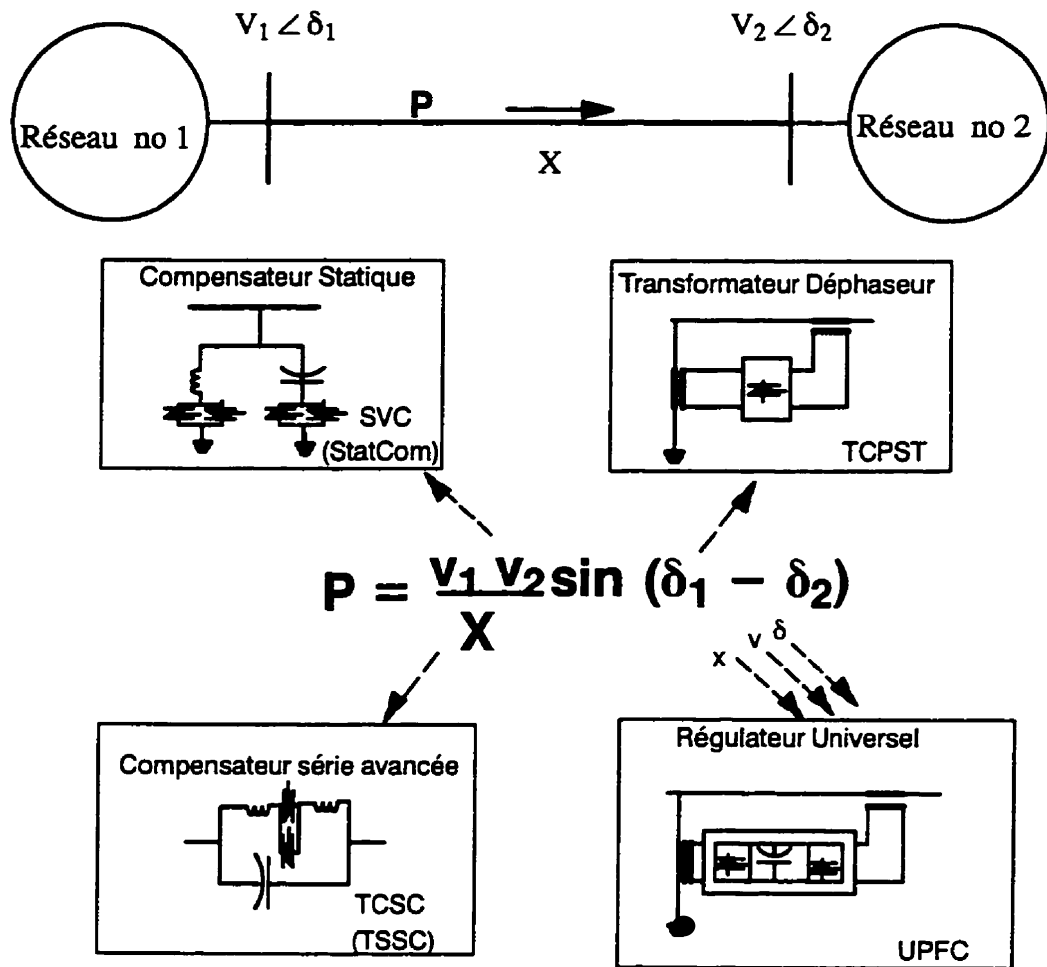 V₁ ∠ δ₁
V₂ ∠ δ₂
P
Réseau no 1
Réseau no 2
X
Compensateur Statique
SVC
(StatCom)
Transformateur Déphaseur
TCPST
P = V₁ V₂ / X sin (δ₁ − δ₂)
x v δ
Compensateur série avancée
TCSC
(TSSC)
Régulateur Universel
UPFC